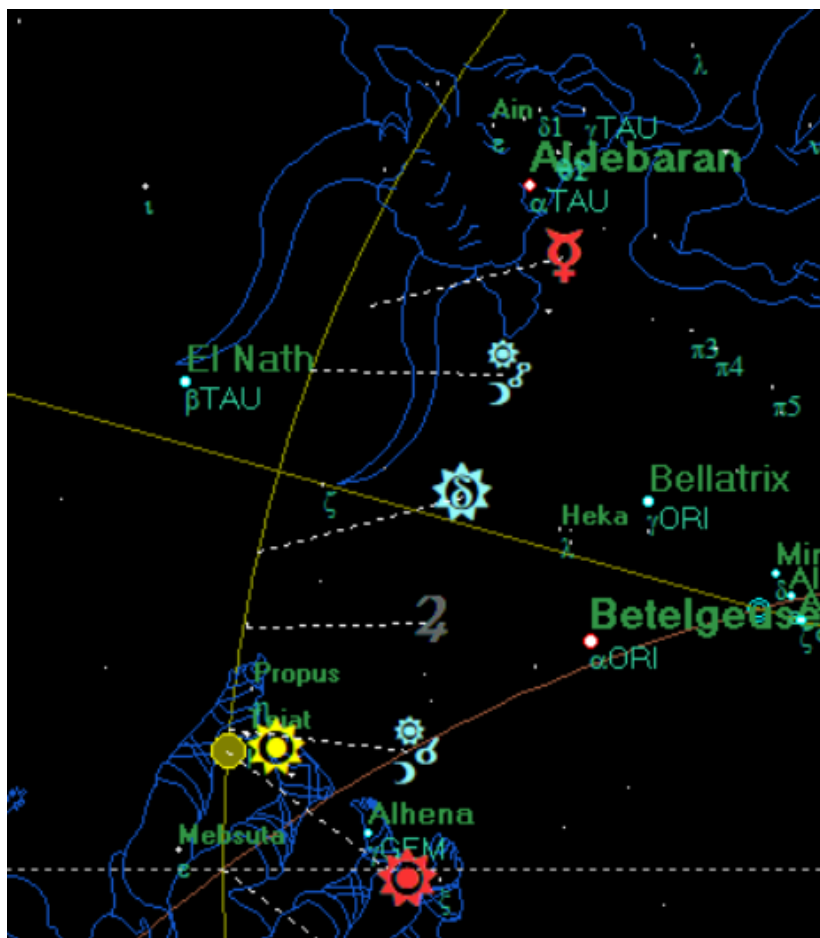 λ
Ain
δ1
γTAU
ε
Aldebaran
αTAU
ι
El Nath
βTAU
π3
π4
π5
ζ
δ
Bellatrix
γORI
Heka
λ
Betelgeuse
αORI
δ
ζ
Propus
η
Mebsuta
ε
Alhena
γGEM
ξ